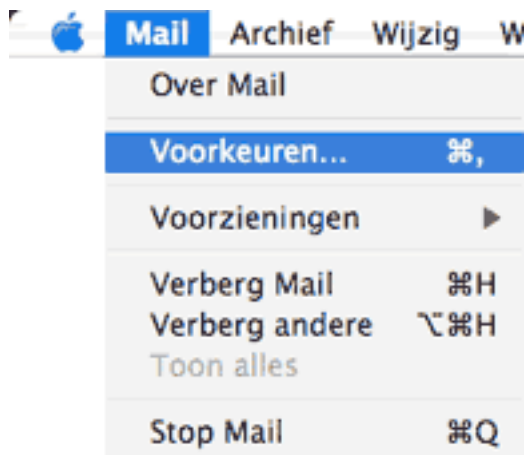 Mail Archief Wijzig W
Over Mail
Voorkeuren... ⌘,
Voorzieningen ▶
Verberg Mail ⌘H
Verberg andere ⌥⌘H
Toon alles
Stop Mail ⌘Q